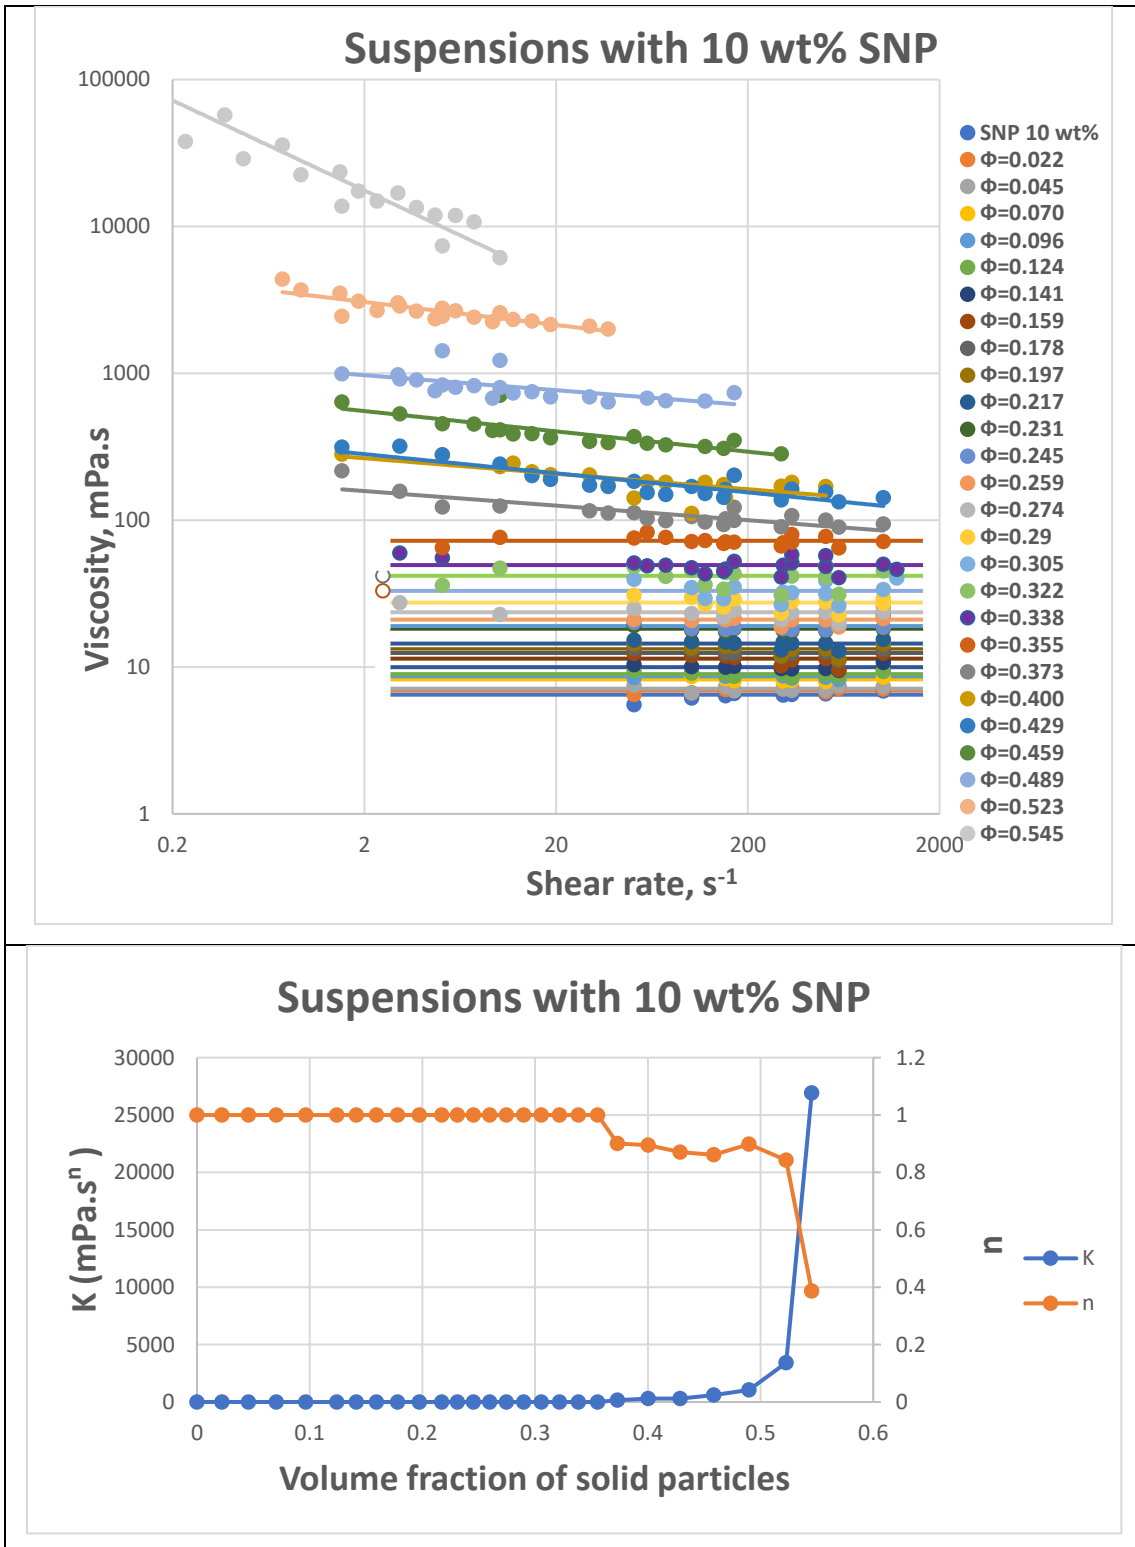 Suspensions with 10 wt% SNP
100000
10000
1000
100
10
1
Viscosity, mPa.s
0.2 2 20 200 2000
Shear rate, s⁻¹
SNP 10 wt%
Φ=0.022
Φ=0.045
Φ=0.070
Φ=0.096
Φ=0.124
Φ=0.141
Φ=0.159
Φ=0.178
Φ=0.197
Φ=0.217
Φ=0.231
Φ=0.245
Φ=0.259
Φ=0.274
Φ=0.29
Φ=0.305
Φ=0.322
Φ=0.338
Φ=0.355
Φ=0.373
Φ=0.400
Φ=0.429
Φ=0.459
Φ=0.489
Φ=0.523
Φ=0.545
Suspensions with 10 wt% SNP
30000
25000
20000
15000
10000
5000
0
K (mPa.sⁿ )
1.2
1
0.8
0.6
0.4
0.2
0
n
K
n
0 0.1 0.2 0.3 0.4 0.5 0.6
Volume fraction of solid particles